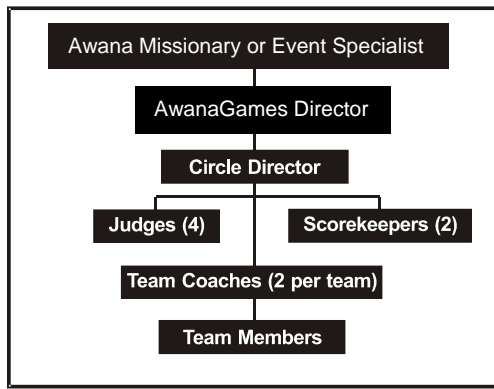 Awana Missionary or Event Specialist
AwanaGames Director
Circle Director
Judges (4)
Scorekeepers (2)
Team Coaches (2 per team)
Team Members